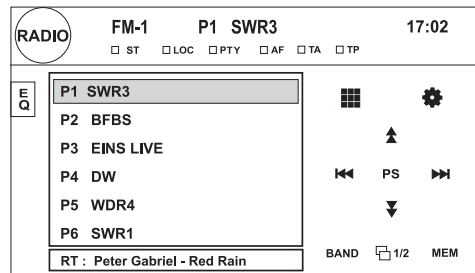 RADIO
FM-1 P1 SWR3 17:02
ST LOC PTY AF TA TP
EQ
P1 SWR3
P2 BFBS
P3 EINS LIVE
P4 DW
P5 WDR4
P6 SWR1
RT : Peter Gabriel - Red Rain
PS
BAND 1/2 MEM